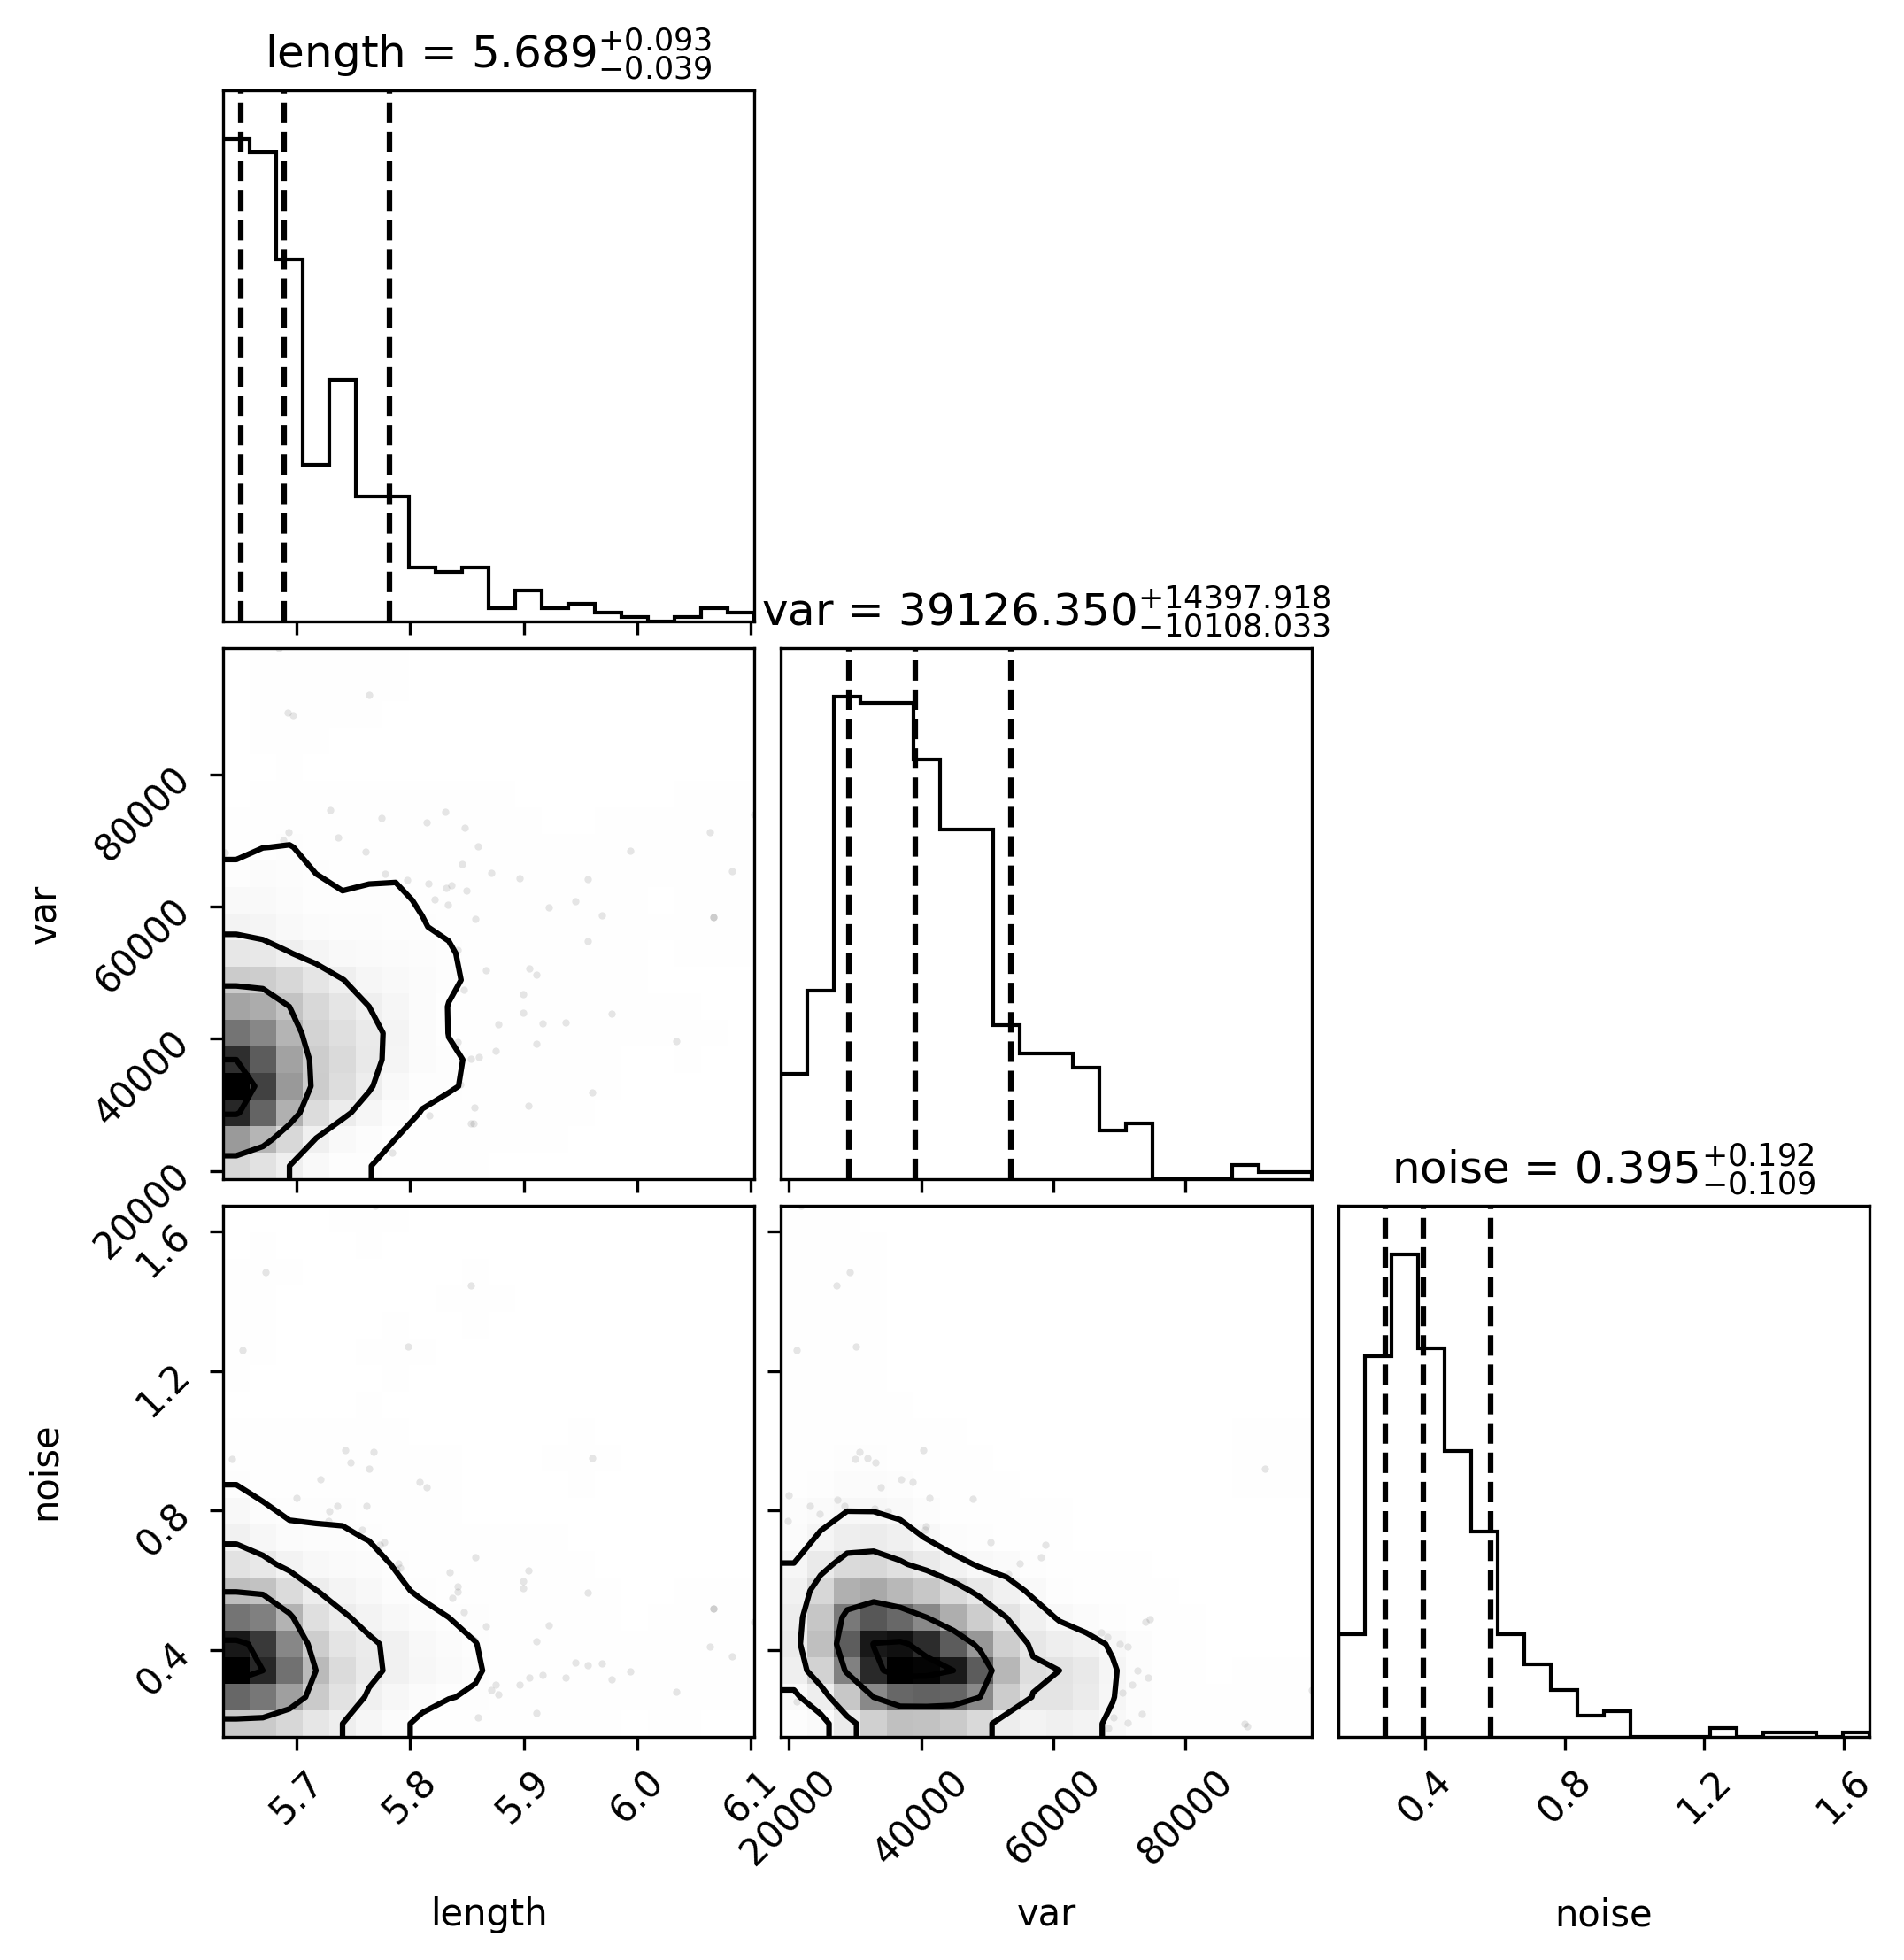 length = 5.689+0.093−0.039
var = 39126.350+14397.918−10108.033
80000
60000
40000
20000
var
noise = 0.395+0.192−0.109
1.6
1.2
0.8
0.4
noise
5.7 5.8 5.9 6.0 6.1
20000 40000 60000 80000
0.4 0.8 1.2 1.6
length var noise